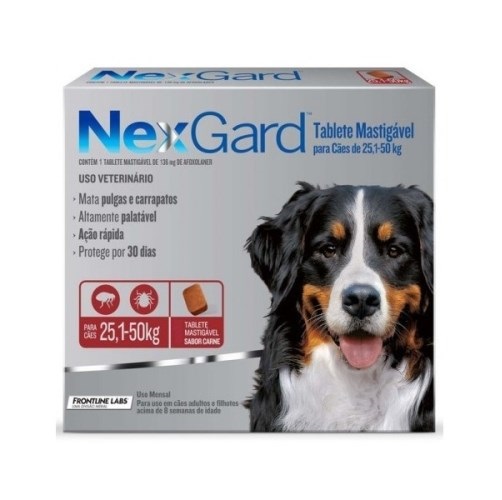 NexGard™
Tablete Mastigável
para Cães de 25,1-50 kg
CONTÉM 1 TABLETE MASTIGÁVEL DE 136 mg DE AFOXOLANER
USO VETERINÁRIO
• Mata pulgas e carrapatos
• Altamente palatável
• Ação rápida
• Protege por 30 dias
PARA
CÃES
25,1-50kg
TABLETE
MASTIGÁVEL
SABOR CARNE
FRONTLINE LABS
Uso Mensal
Para uso em cães adultos e filhotes
acima de 8 semanas de idade